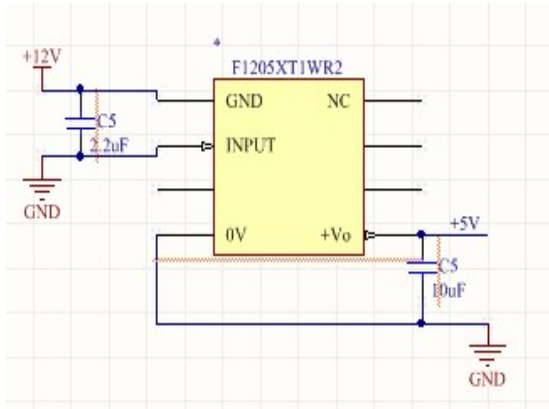 *
+12V
F1205XT1WR2
GND
NC
C5
2.2uF
INPUT
GND
0V
+Vo
+5V
C5
10uF
GND